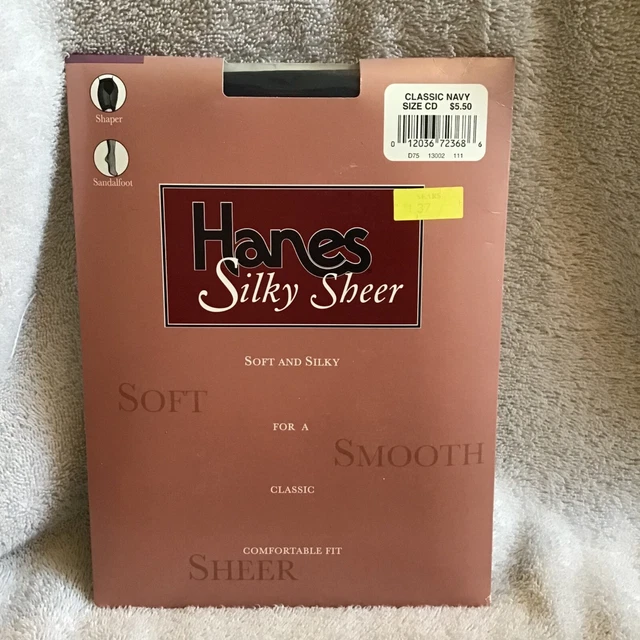 Shaper
Sandalfoot
CLASSIC NAVY
SIZE CD $5.50
0 12036 72368 6
D75 13002 111
37
Hanes
Silky Sheer
SOFT AND SILKY
SOFT
FOR A
SMOOTH
CLASSIC
COMFORTABLE FIT
SHEER